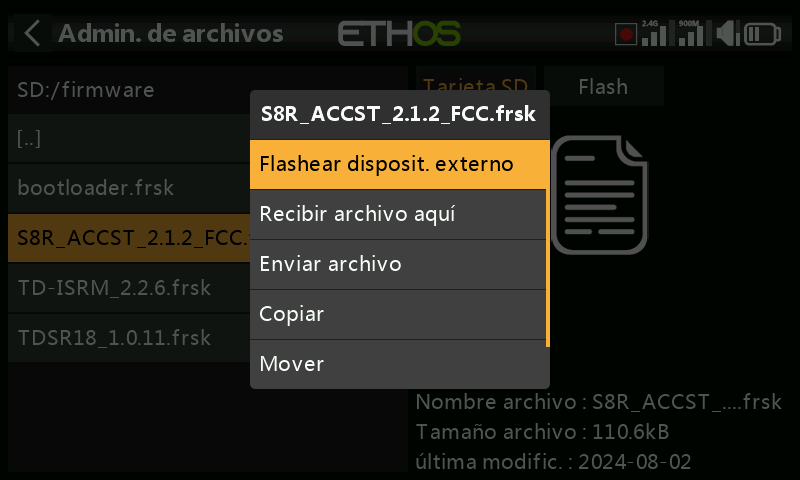 Admin. de archivos
ETHOS
2.4G
900M
SD:/firmware
Tarjeta SD
Flash
[..]
bootloader.frsk
S8R_ACCST_2.1.2_FCC.
TD-ISRM_2.2.6.frsk
TDSR18_1.0.11.frsk
S8R_ACCST_2.1.2_FCC.frsk
Flashear disposit. externo
Recibir archivo aquí
Enviar archivo
Copiar
Mover
Nombre archivo : S8R_ACCST_....frsk
Tamaño archivo : 110.6kB
última modific. : 2024-08-02